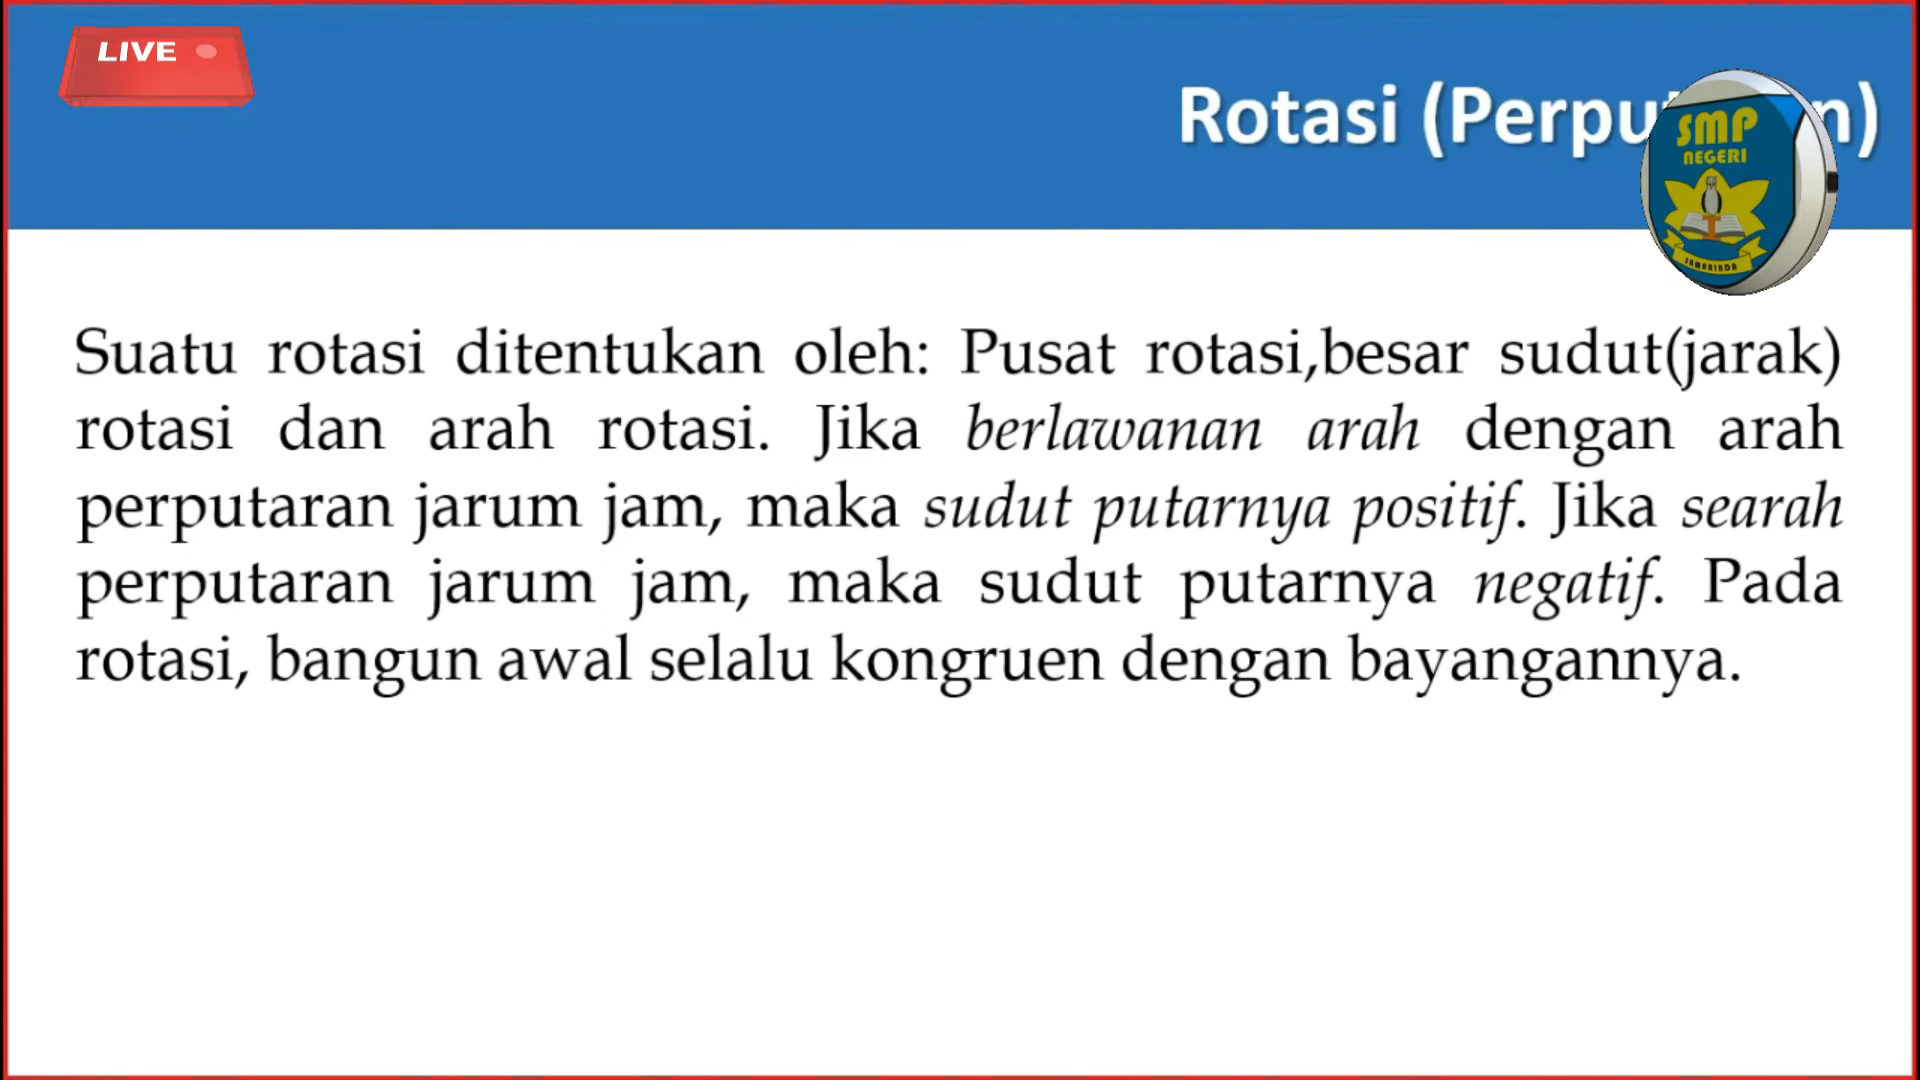 LIVE
Rotasi (Perpu n)
SMP
NEGERI
SAMARINDA
Suatu rotasi ditentukan oleh: Pusat rotasi,besar sudut(jarak)
rotasi dan arah rotasi. Jika berlawanan arah dengan arah
perputaran jarum jam, maka sudut putarnya positif. Jika searah
perputaran jarum jam, maka sudut putarnya negatif. Pada
rotasi, bangun awal selalu kongruen dengan bayangannya.